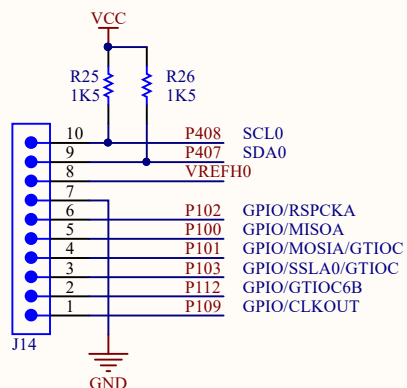 VCC
R25 R26
1K5 1K5
10 P408 SCL0
9 P407 SDA0
8 VREFH0
7
6 P102 GPIO/RSPCKA
5 P100 GPIO/MISOA
4 P101 GPIO/MOSIA/GTIOC
3 P103 GPIO/SSLA0/GTIOC
2 P112 GPIO/GTIOC6B
1 P109 GPIO/CLKOUT
J14
GND